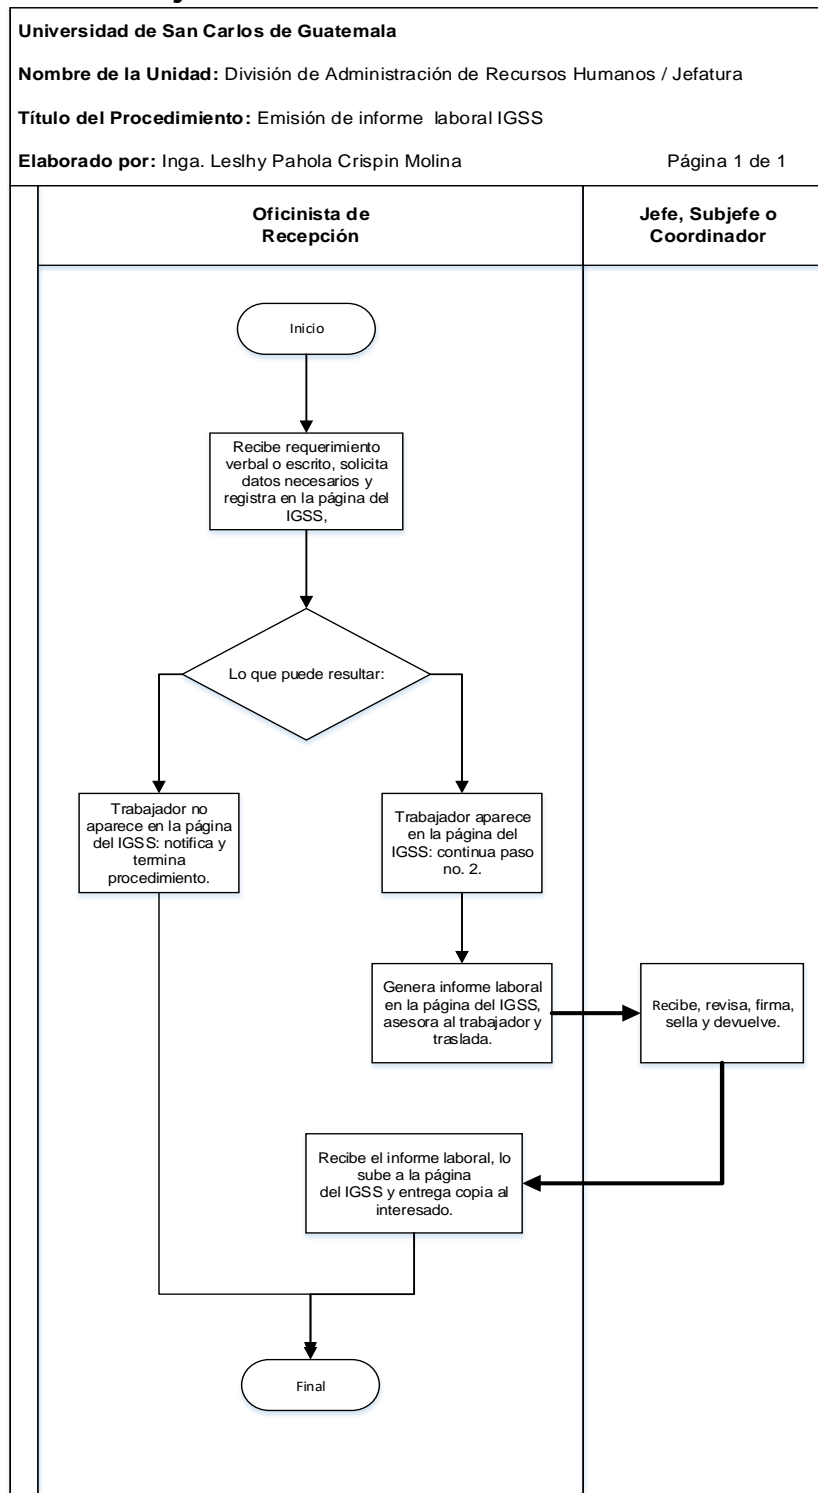 Universidad de San Carlos de Guatemala
Nombre de la Unidad: División de Administración de Recursos Humanos / Jefatura
Título del Procedimiento: Emisión de informe laboral IGSS
Elaborado por: Inga. Leslhy Pahola Crispin Molina Página 1 de 1
Oficinista de
Recepción
Jefe, Subjefe o
Coordinador
Inicio
Recibe requerimiento
verbal o escrito, solicita
datos necesarios y
registra en la página del
IGSS,
Lo que puede resultar:
Trabajador no
aparece en la página
del IGSS: notifica y
termina
procedimiento.
Trabajador aparece
en la página del
IGSS: continua paso
no. 2.
Genera informe laboral
en la página del IGSS,
asesora al trabajador y
traslada.
Recibe, revisa, firma,
sella y devuelve.
Recibe el informe laboral, lo
sube a la página
del IGSS y entrega copia al
interesado.
Final